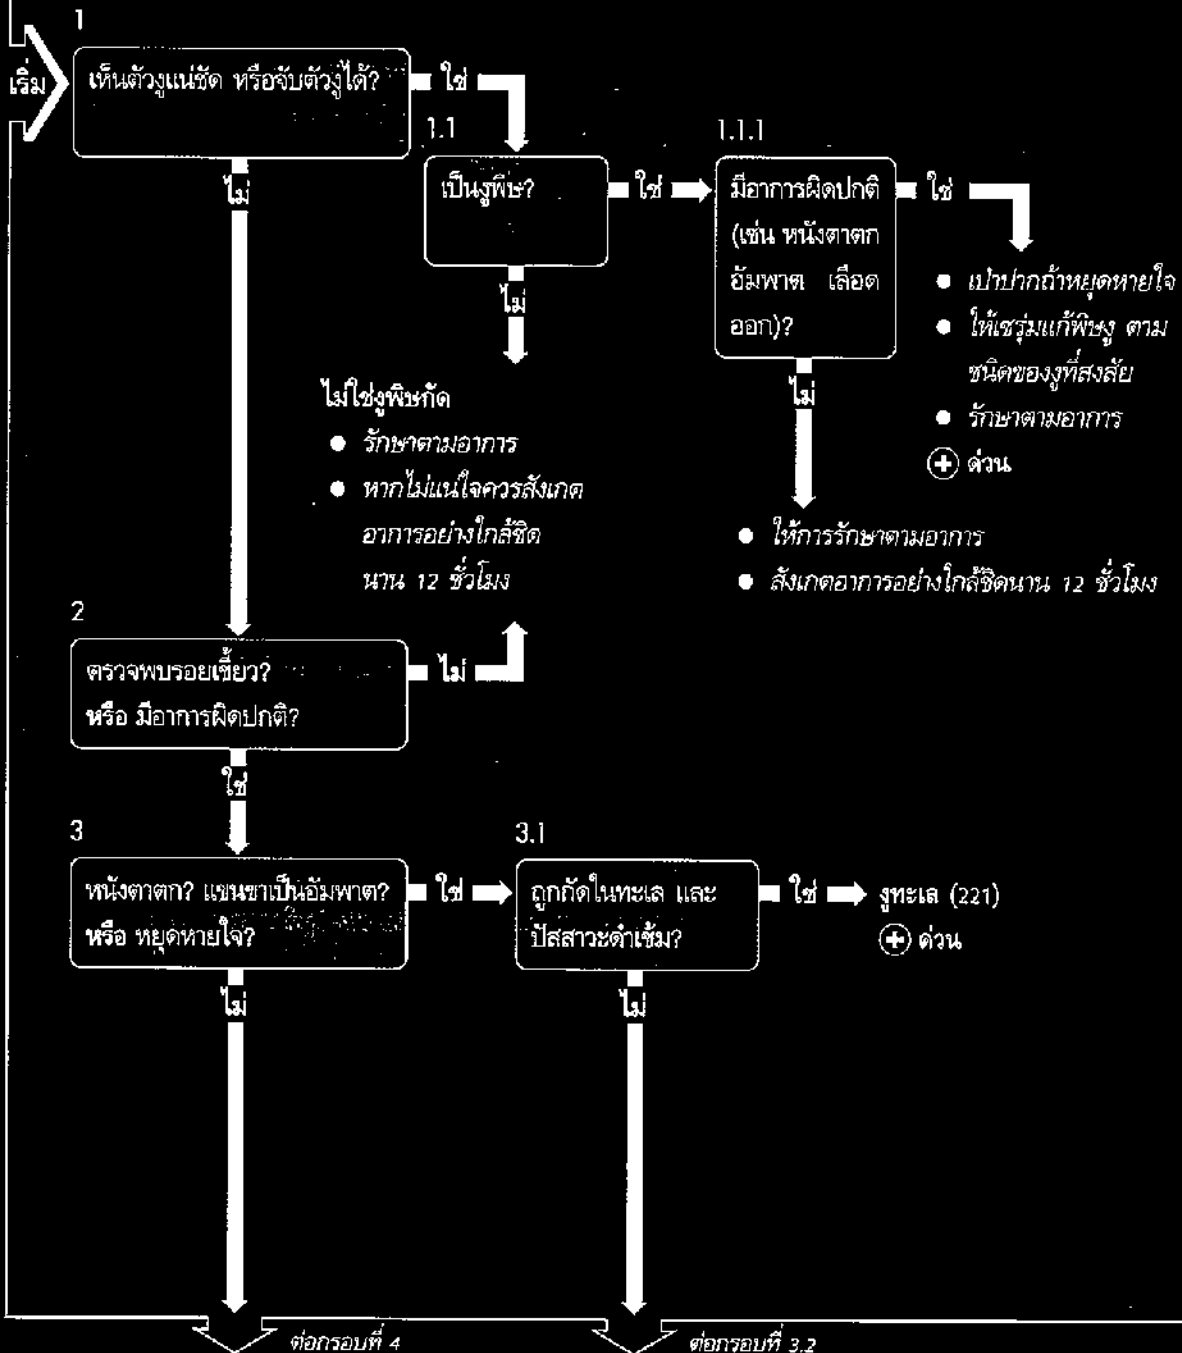 1
เริ่ม
เห็นตัวงูแน่ชัด หรือจับตัวงูได้?
ใช่
ไม่
1.1
เป็นงูพิษ?
ใช่
ไม่
1.1.1
มีอาการผิดปกติ
(เช่น หนังตาตก
อัมพาต เลือด
ออก)?
ใช่
● เป่าปากถ้าหยุดหายใจ
● ให้เซรุ่มแก้พิษงู ตาม
ชนิดของงูที่สงสัย
● รักษาตามอาการ
ด่วน
ไม่
● ให้การรักษาตามอาการ
● สังเกตอาการอย่างใกล้ชิดนาน 12 ชั่วโมง
ไม่ใช่งูพิษกัด
● รักษาตามอาการ
● หากไม่แน่ใจควรสังเกต
อาการอย่างใกล้ชิด
นาน 12 ชั่วโมง
2
ตรวจพบรอยเขี้ยว?
หรือ มีอาการผิดปกติ?
ไม่
ใช่
3
หนังตาตก? แขนขาเป็นอัมพาต?
หรือ หยุดหายใจ?
ใช่
ไม่
3.1
ถูกกัดในทะเล และ
ปัสสาวะดำเข้ม?
ใช่
งูทะเล (221)
ด่วน
ไม่
ต่อกรอบที่ 4
ต่อกรอบที่ 3.2